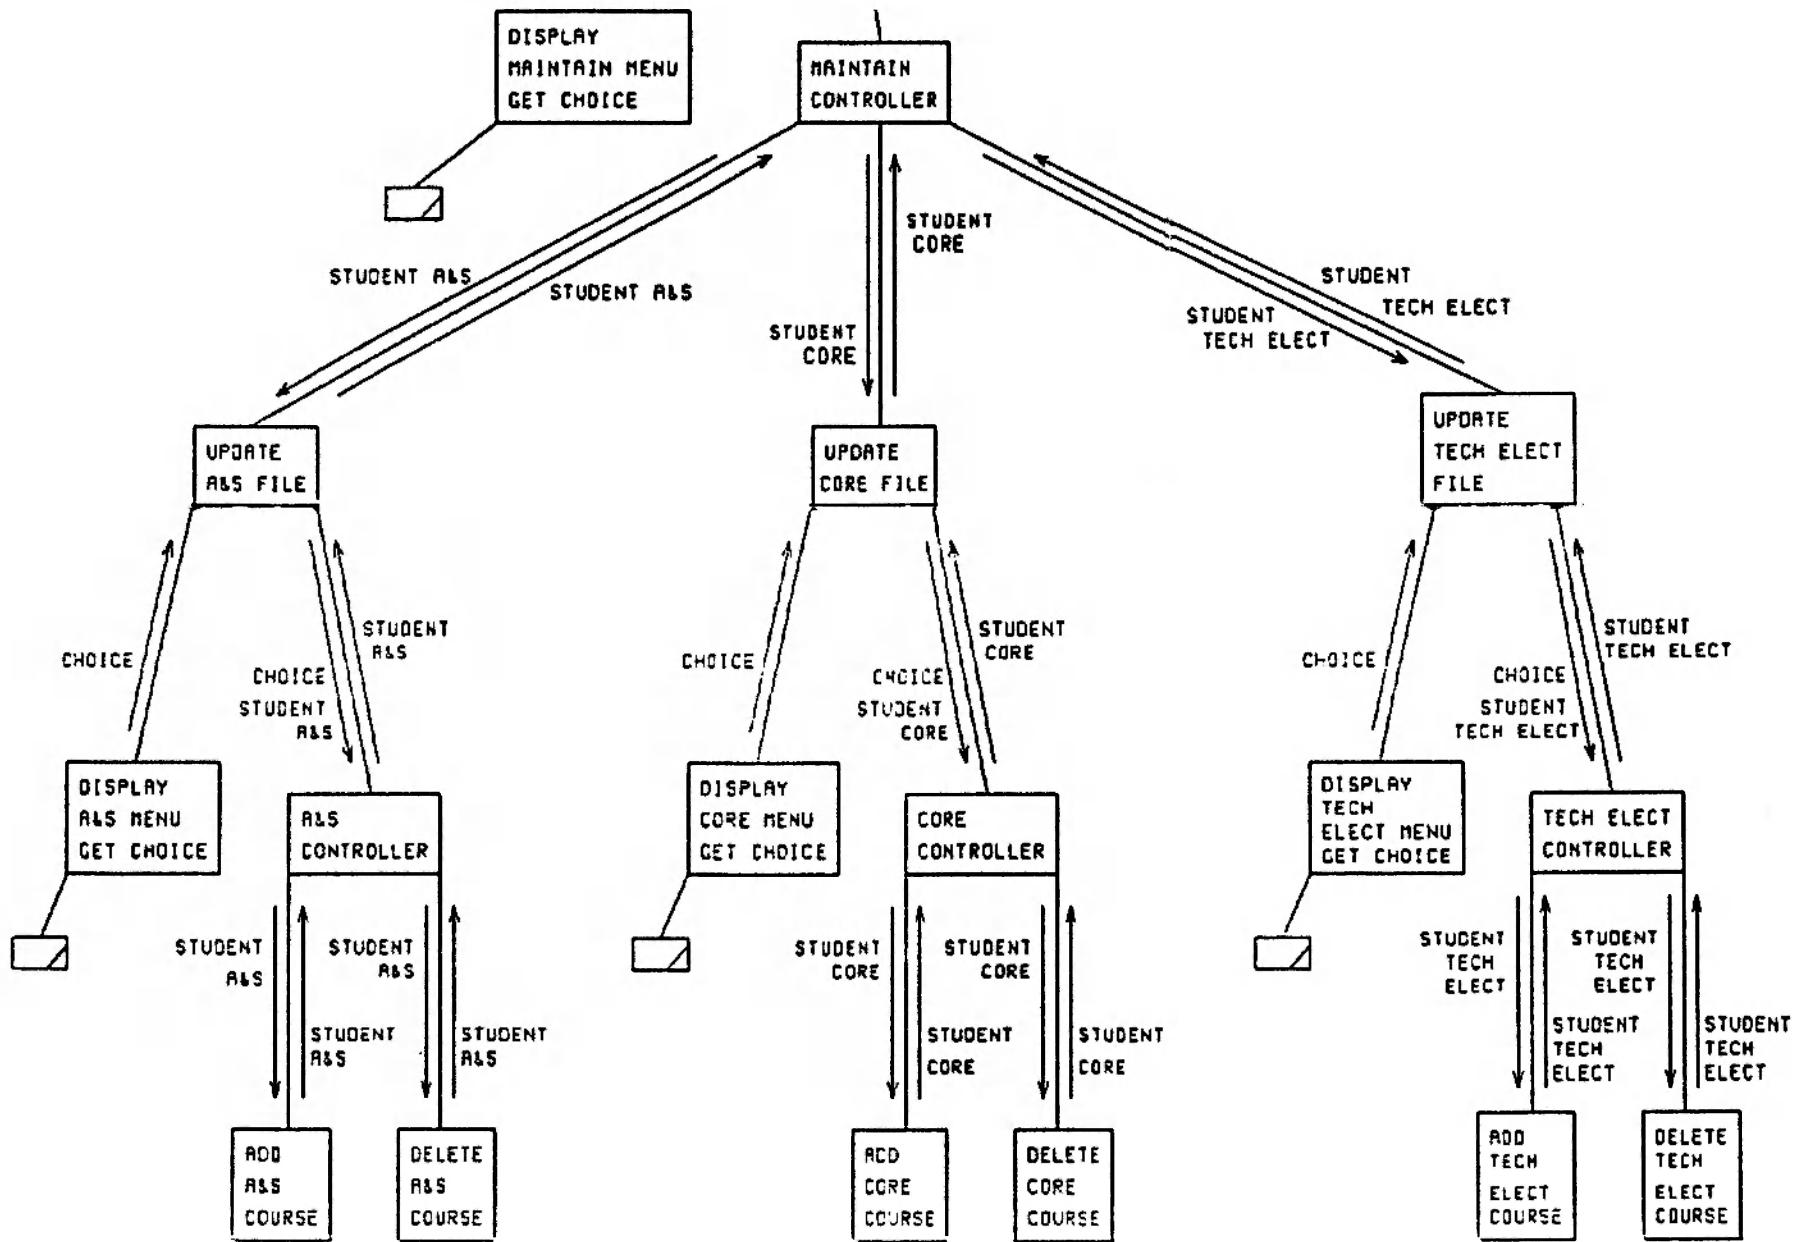 DISPLAY
MAINTAIN MENU
GET CHOICE
MAINTAIN
CONTROLLER
STUDENT A&S
STUDENT A&S
STUDENT
CORE
STUDENT
CORE
STUDENT
TECH ELECT
STUDENT
TECH ELECT
UPDATE
A&S FILE
UPDATE
CORE FILE
UPDATE
TECH ELECT
FILE
CHOICE
STUDENT
A&S
CHOICE
STUDENT
A&S
CHOICE
STUDENT
CORE
CHOICE
STUDENT
CORE
CHOICE
STUDENT
TECH ELECT
CHOICE
STUDENT
TECH ELECT
DISPLAY
A&S MENU
GET CHOICE
A&S
CONTROLLER
DISPLAY
CORE MENU
GET CHOICE
CORE
CONTROLLER
DISPLAY
TECH
ELECT MENU
GET CHOICE
TECH ELECT
CONTROLLER
STUDENT
A&S
STUDENT
A&S
STUDENT
A&S
STUDENT
A&S
STUDENT
CORE
STUDENT
CORE
STUDENT
CORE
STUDENT
CORE
STUDENT
TECH
ELECT
STUDENT
TECH
ELECT
STUDENT
TECH
ELECT
STUDENT
TECH
ELECT
ADD
A&S
COURSE
DELETE
A&S
COURSE
ADD
CORE
COURSE
DELETE
CORE
COURSE
ADD
TECH
ELECT
COURSE
DELETE
TECH
ELECT
COURSE